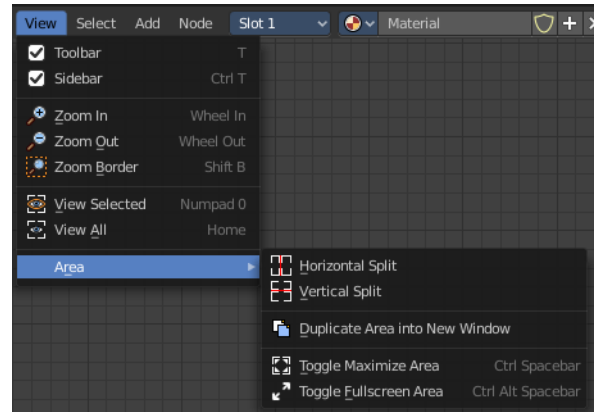 View Select Add Node Slot 1 Material
Toolbar T
Sidebar Ctrl T
Zoom In Wheel In
Zoom Out Wheel Out
Zoom Border Shift B
View Selected Numpad 0
View All Home
Area
Horizontal Split
Vertical Split
Duplicate Area into New Window
Toggle Maximize Area Ctrl Spacebar
Toggle Fullscreen Area Ctrl Alt Spacebar